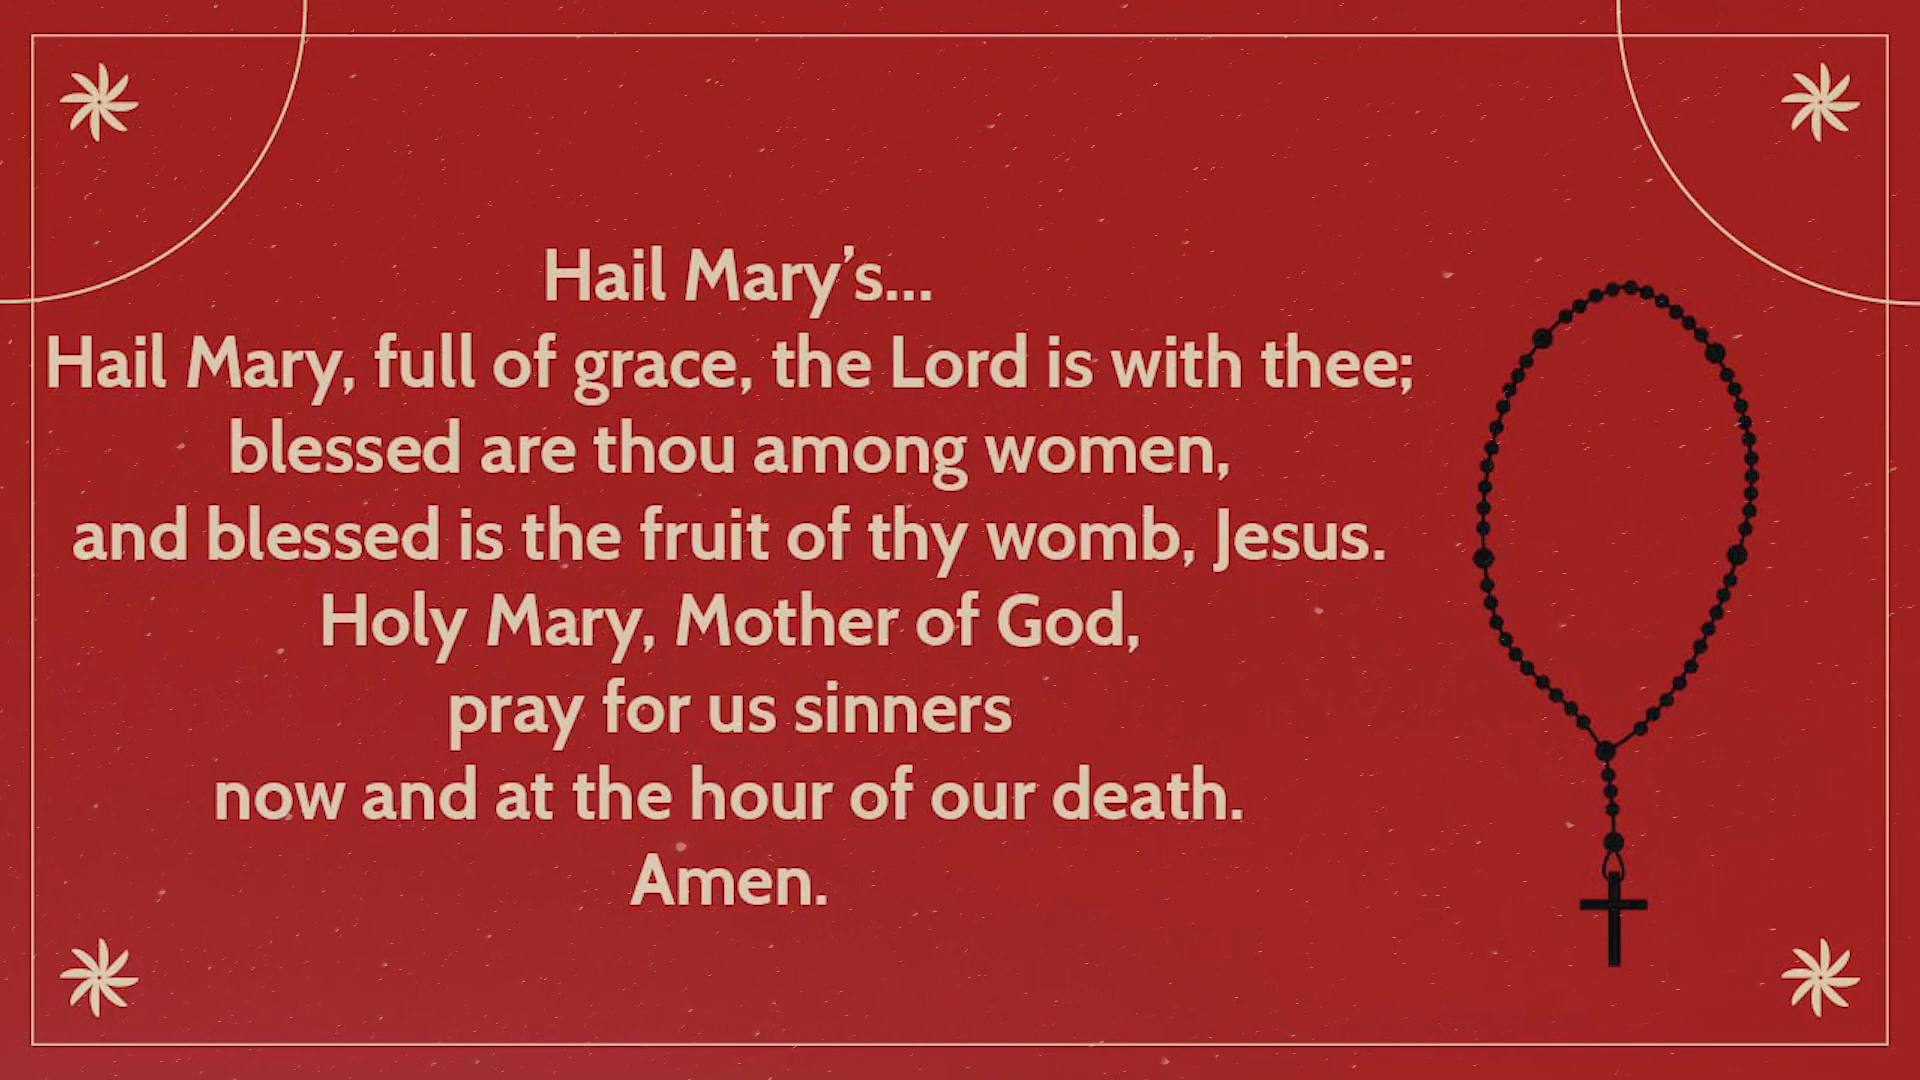 Hail Mary’s...
Hail Mary, full of grace, the Lord is with thee;
blessed are thou among women,
and blessed is the fruit of thy womb, Jesus.
Holy Mary, Mother of God,
pray for us sinners
now and at the hour of our death.
Amen.